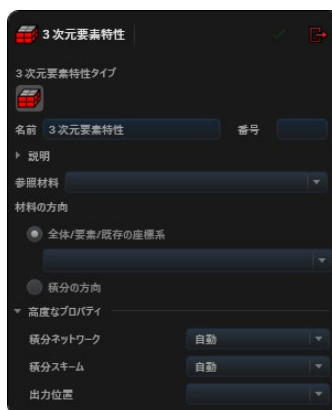 3次元要素特性
3次元要素特性タイプ
名前 3次元要素特性 番号
説明
参照材料
材料の方向
全体/要素/既存の座標系
積分の方向
高度なプロパティ
積分ネットワーク 自動
積分スキーム 自動
出力位置